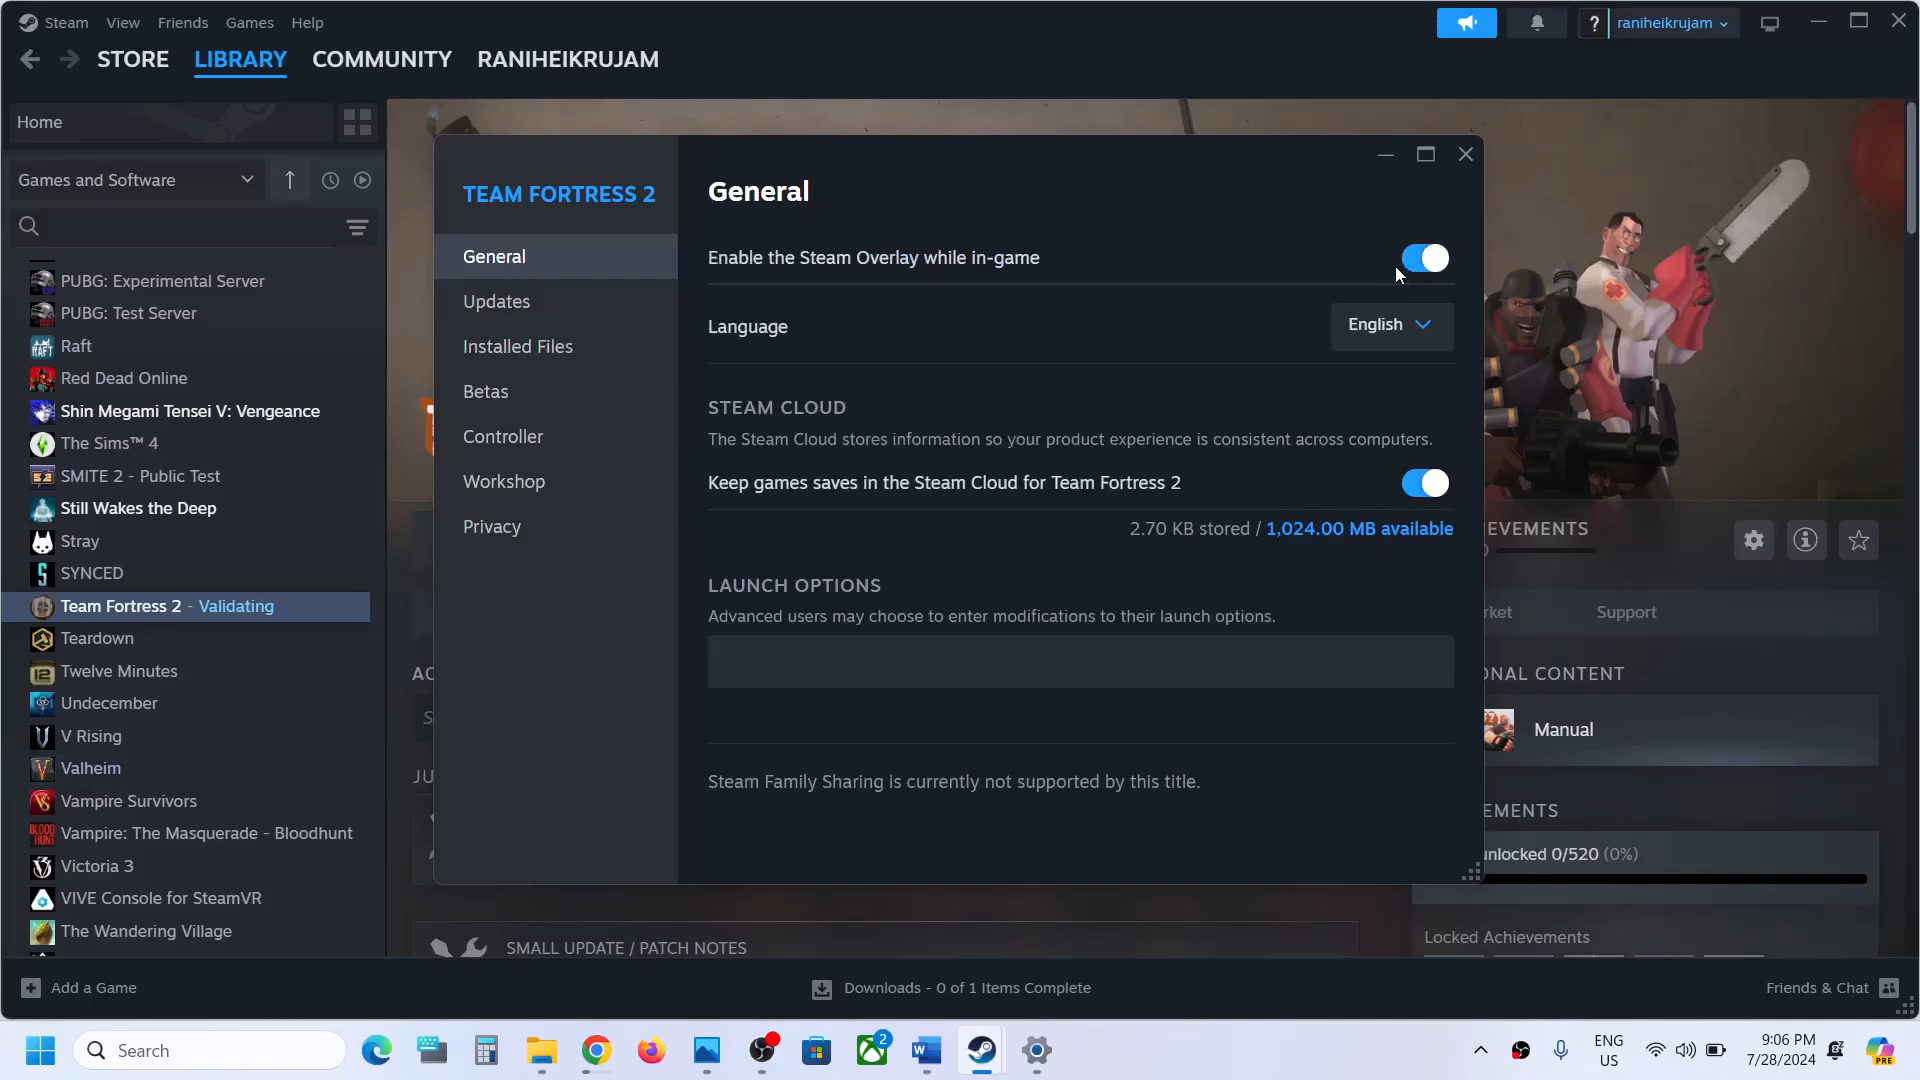 Steam View Friends Games Help
? raniheikrujam
STORE LIBRARY COMMUNITY RANIHEIKRUJAM
Home
Games and Software
PUBG: Experimental Server
PUBG: Test Server
Raft
Red Dead Online
Shin Megami Tensei V: Vengeance
The Sims™ 4
SMITE 2 - Public Test
Still Wakes the Deep
Stray
SYNCED
Team Fortress 2 - Validating
Teardown
Twelve Minutes
Undecember
V Rising
Valheim
Vampire Survivors
Vampire: The Masquerade - Bloodhunt
Victoria 3
VIVE Console for SteamVR
The Wandering Village
TEAM FORTRESS 2
General
Updates
Installed Files
Betas
Controller
Workshop
Privacy
General
Enable the Steam Overlay while in-game
Language
English
STEAM CLOUD
The Steam Cloud stores information so your product experience is consistent across computers.
Keep games saves in the Steam Cloud for Team Fortress 2
2.70 KB stored / 1,024.00 MB available
LAUNCH OPTIONS
Advanced users may choose to enter modifications to their launch options.
Steam Family Sharing is currently not supported by this title.
EVEMENTS
rket Support
ONAL CONTENT
Manual
EMENTS
unlocked 0/520 (0%)
Locked Achievements
SMALL UPDATE / PATCH NOTES
Add a Game
Downloads - 0 of 1 Items Complete
Friends & Chat
Search
2
ENG
US
9:06 PM
7/28/2024
PRE